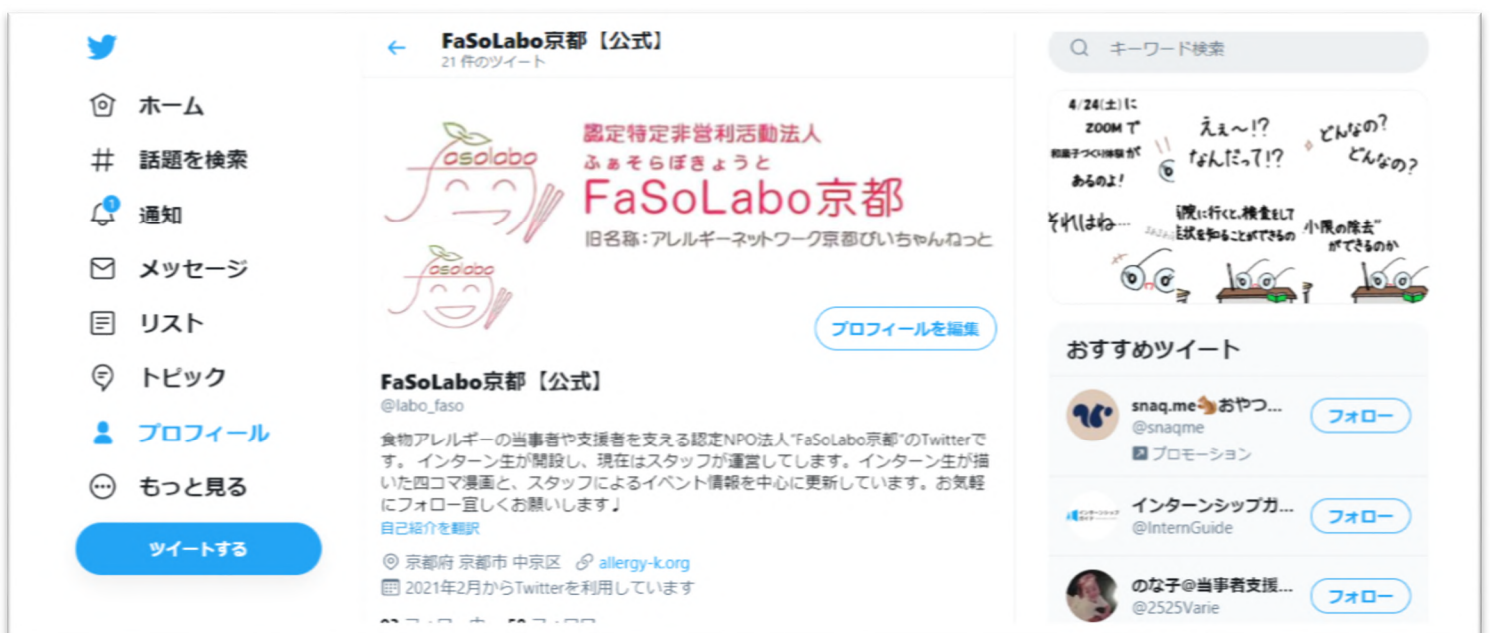 ホーム
話題を検索
1
通知
メッセージ
リスト
トピック
プロフィール
もっと見る
ツイートする
FaSoLabo京都【公式】
21 件のツイート
fasolabo
認定特定非営利活動法人
ふぁそらぼきょうと
FaSoLabo京都
旧名称：アレルギーネットワーク京都ぴいちゃんねっと
fasolabo
プロフィールを編集
FaSoLabo京都【公式】
@labo_faso
食物アレルギーの当事者や支援者を支える認定NPO法人"FaSoLabo京都"のTwitterで
す。 インターン生が開設し、現在はスタッフが運営してします。インターン生が描
いた四コマ漫画と、スタッフによるイベント情報を中心に更新しています。お気軽
にフォロー宜しくお願いします♩
自己紹介を翻訳
京都府 京都市 中京区 allergy-k.org
2021年2月からTwitterを利用しています
キーワード検索
4/24(土)に
ZOOMで
和菓子づくり体験が
あるのよ！
えぇ〜!?
なんだって!?
どんなの？
どんなの？
それはね…
院に行くと、検査をして
症状を知ることができるの
小限の除去"
ができるのか
おすすめツイート
snaq.me🐿おやつ...
@snaqme
プロモーション
フォロー
インターンシップガ...
@InternGuide
フォロー
のな子@当事者支援...
@2525Varie
フォロー